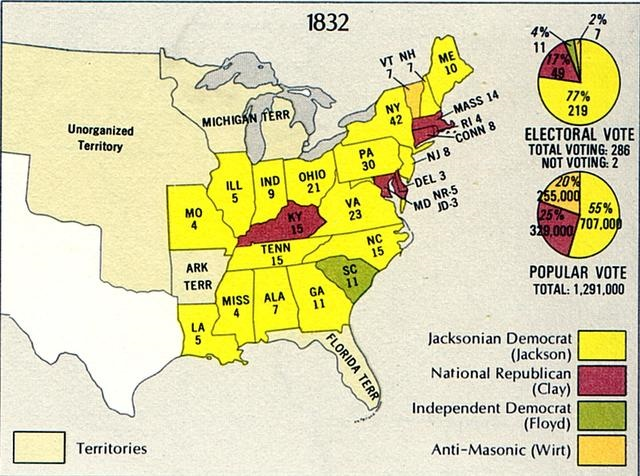 1832
ME
10
VT NH
7 7
MASS 14
RI 4
CONN 8
NY
42
MICHIGAN TERR
Unorganized
Territory
PA
30
NJ 8
OHIO
21
IND
9
ILL
5
DEL 3
MD NR-5
JD-3
VA
23
MO
4
KY
15
TENN
15
NC
15
ARK
TERR
SC
11
MISS
4
ALA
7
GA
11
LA
5
FLORIDA TERR
2%
7
4%
11
17%
49
77%
219
ELECTORAL VOTE
TOTAL VOTING: 286
NOT VOTING: 2
20%
255,000
55%
707,000
25%
329,000
POPULAR VOTE
TOTAL: 1,291,000
Jacksonian Democrat
(Jackson)
National Republican
(Clay)
Independent Democrat
(Floyd)
Anti-Masonic (Wirt)
Territories